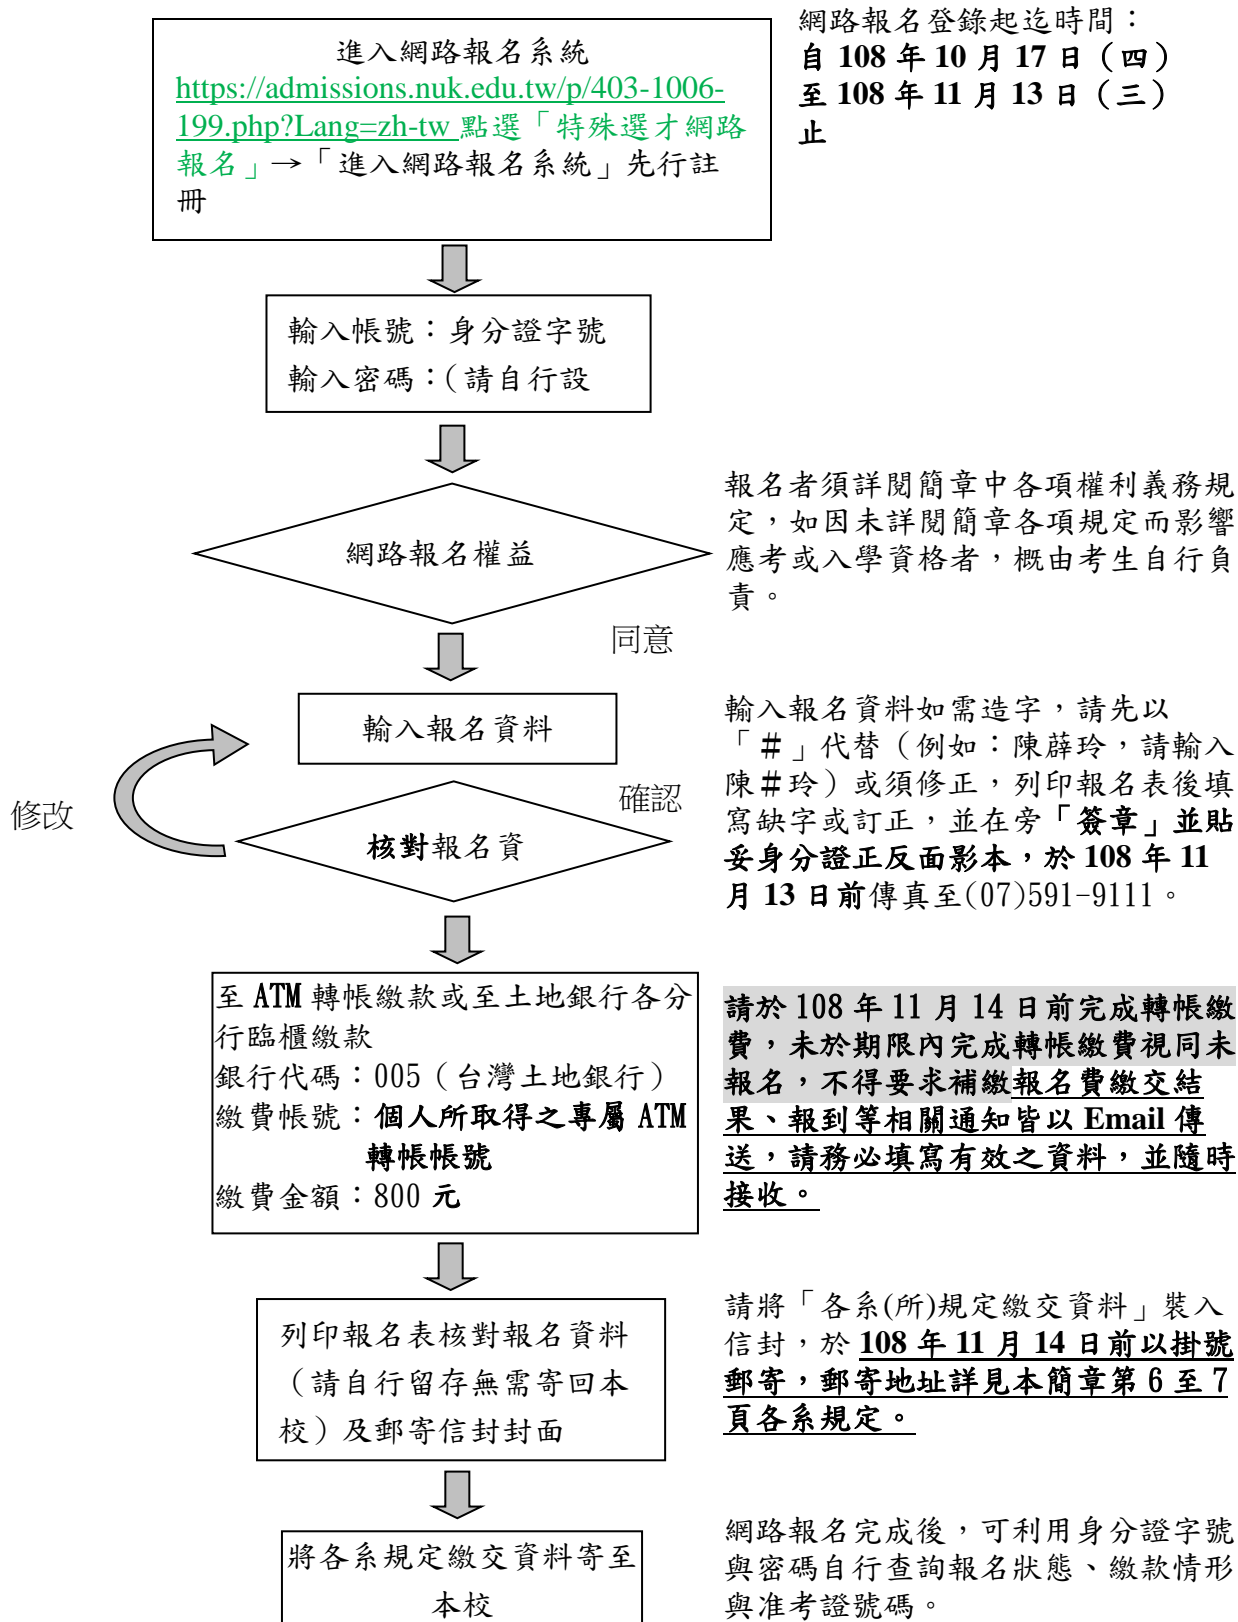 網路報名登錄起迄時間：
自 108 年 10 月 17 日（四）
至 108 年 11 月 13 日（三）
止
進入網路報名系統
https://admissions.nuk.edu.tw/p/403-1006-
199.php?Lang=zh-tw 點選「特殊選才網路
報名」→「進入網路報名系統」先行註
冊
輸入帳號：身分證字號
輸入密碼：（請自行設
網路報名權益
報名者須詳閱簡章中各項權利義務規
定，如因未詳閱簡章各項規定而影響
應考或入學資格者，概由考生自行負
責。
同意
輸入報名資料
輸入報名資料如需造字，請先以
「＃」代替（例如：陳薜玲，請輸入
陳＃玲）或須修正，列印報名表後填
寫缺字或訂正，並在旁「簽章」並貼
妥身分證正反面影本，於 108 年 11
月 13 日前傳真至(07)591-9111。
修改
確認
核對報名資
至 ATM 轉帳繳款或至土地銀行各分
行臨櫃繳款
銀行代碼：005（台灣土地銀行）
繳費帳號：個人所取得之專屬 ATM
轉帳帳號
繳費金額：800 元
請於 108 年 11 月 14 日前完成轉帳繳
費，未於期限內完成轉帳繳費視同未
報名，不得要求補繳報名費繳交結
果、報到等相關通知皆以 Email 傳
送，請務必填寫有效之資料，並隨時
接收。
列印報名表核對報名資料
（請自行留存無需寄回本
校）及郵寄信封封面
請將「各系(所)規定繳交資料」裝入
信封，於 108 年 11 月 14 日前以掛號
郵寄，郵寄地址詳見本簡章第 6 至 7
頁各系規定。
將各系規定繳交資料寄至
本校
網路報名完成後，可利用身分證字號
與密碼自行查詢報名狀態、繳款情形
與准考證號碼。